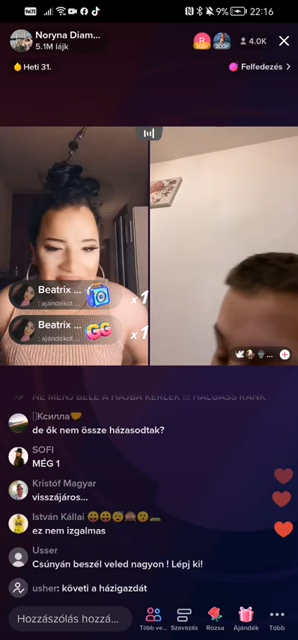 22:16
9%
Noryna Diam...
5.1M lájk
4.0K
Heti 31.
Felfedezés >
Beatrix ...
: ajándékot ...
x1
Beatrix ...
: ajándékot ...
x1
NE MENJ BELE A HAJBA KÉRLEK !!! HALGASS RÁNK
Ксилла
de ők nem össze házasodtak?
SOFI
MÉG 1
Kristóf Magyar
visszájáros...
István Kállai
ez nem izgalmas
Usser
Csúnyán beszél veled nagyon ! Lépj ki!
usher: követi a házigazdát
Hozzászólás hozzá...
Több ve...
Szavazás
Rózsa
Ajándék
Több